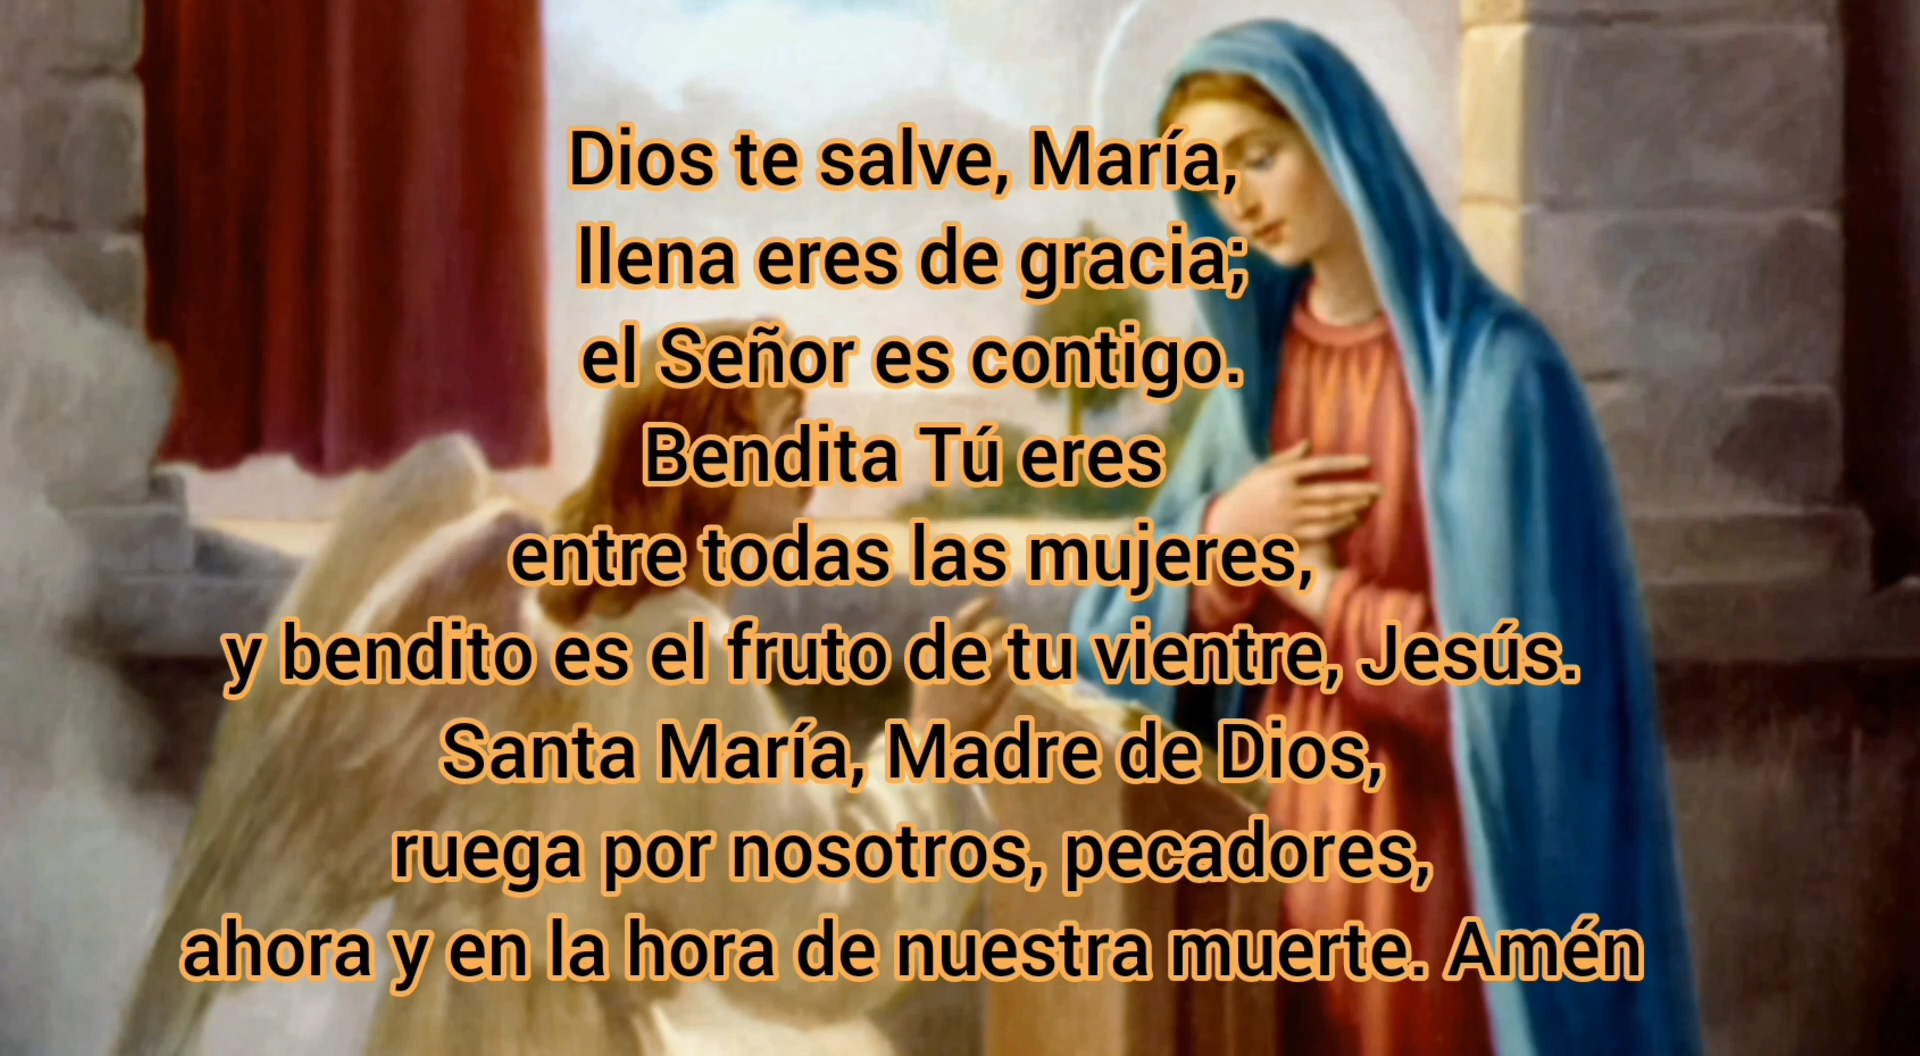 Dios te salve, María,
llena eres de gracia;
el Señor es contigo.
Bendita Tú eres
entre todas las mujeres,
y bendito es el fruto de tu vientre, Jesús.
Santa María, Madre de Dios,
ruega por nosotros, pecadores,
ahora y en la hora de nuestra muerte. Amén